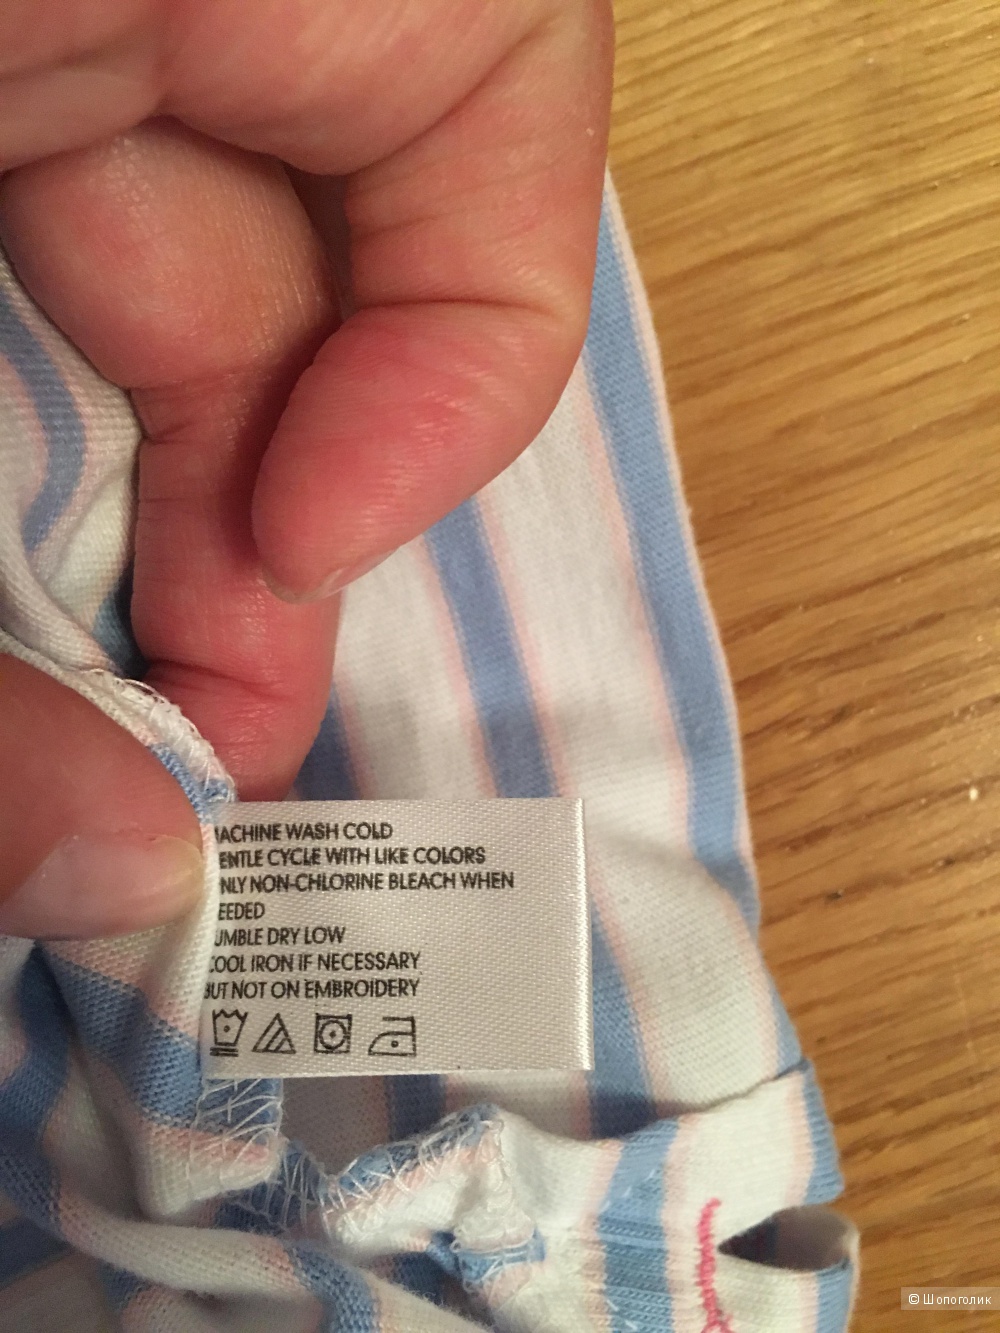 ACHINE WASH COLD
ENTLE CYCLE WITH LIKE COLORS
NLY NON-CHLORINE BLEACH WHEN
EEDED
UMBLE DRY LOW
COOL IRON IF NECESSARY
BUT NOT ON EMBROIDERY
© Шопоголик